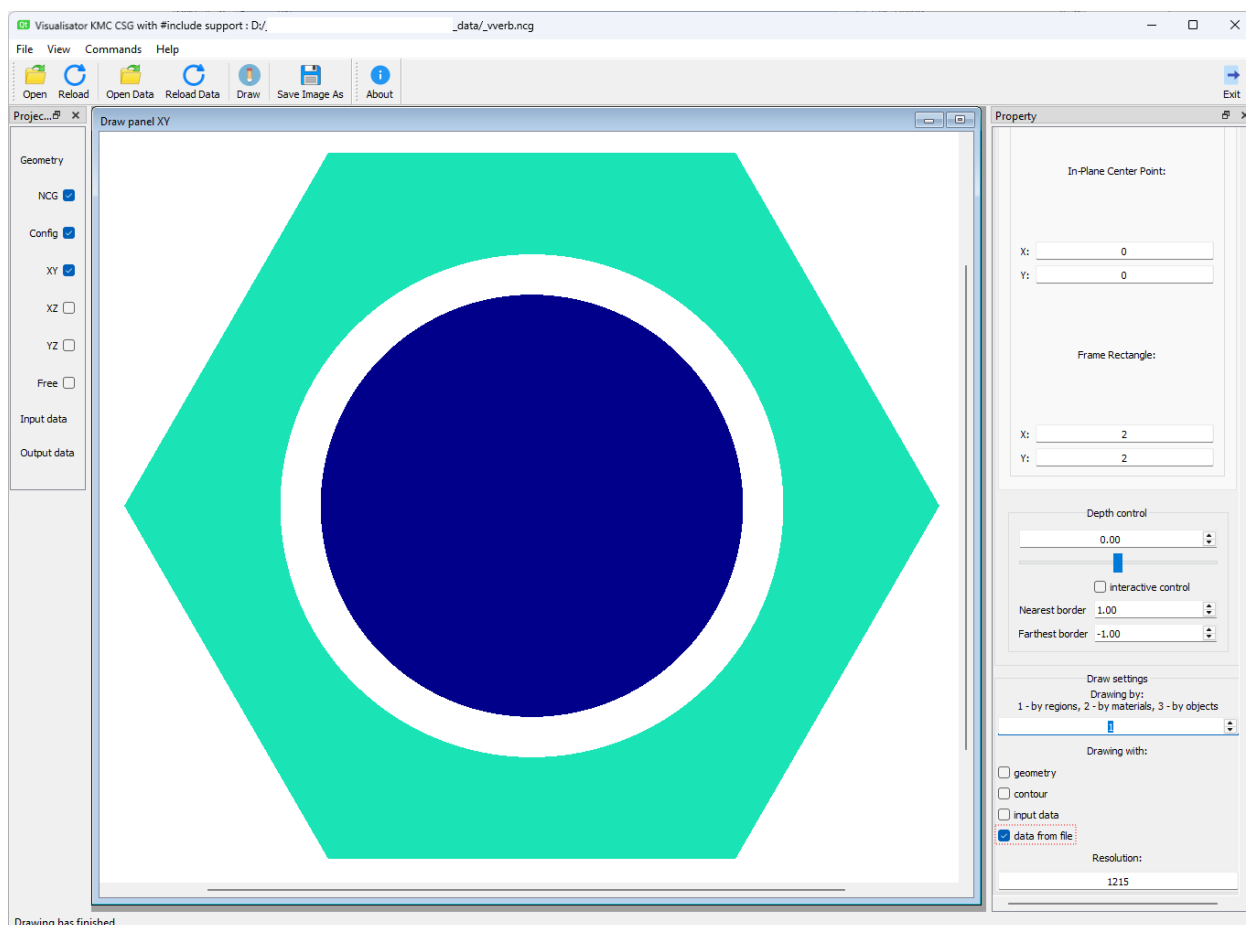 Visualisator KMC CSG with #include support : D:/ _data/_vverb.ncg
File View Commands Help
Open Reload Open Data Reload Data Draw Save Image As About Exit
Projec...
Draw panel XY
Property
Geometry
NCG
Config
XY
XZ
YZ
Free
Input data
Output data
In-Plane Center Point:
X: 0
Y: 0
Frame Rectangle:
X: 2
Y: 2
Depth control
0.00
interactive control
Nearest border 1.00
Farthest border -1.00
Draw settings
Drawing by:
1 - by regions, 2 - by materials, 3 - by objects
1
Drawing with:
geometry
contour
input data
data from file
Resolution:
1215
Drawing has finished